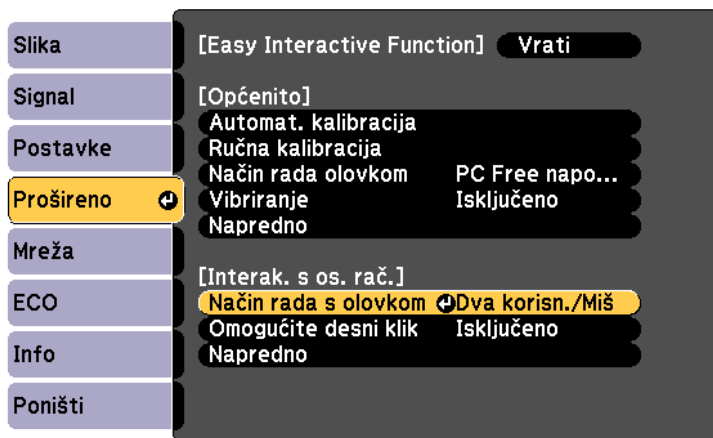 Slika
Signal
Postavke
Prošireno
Mreža
ECO
Info
Poništi
[Easy Interactive Function] Vrati
[Općenito]
Automat. kalibracija
Ručna kalibracija
Način rada olovkom PC Free napo...
Vibriranje Isključeno
Napredno
[Interak. s os. rač.]
Način rada s olovkom Dva korisn./Miš
Omogućite desni klik Isključeno
Napredno